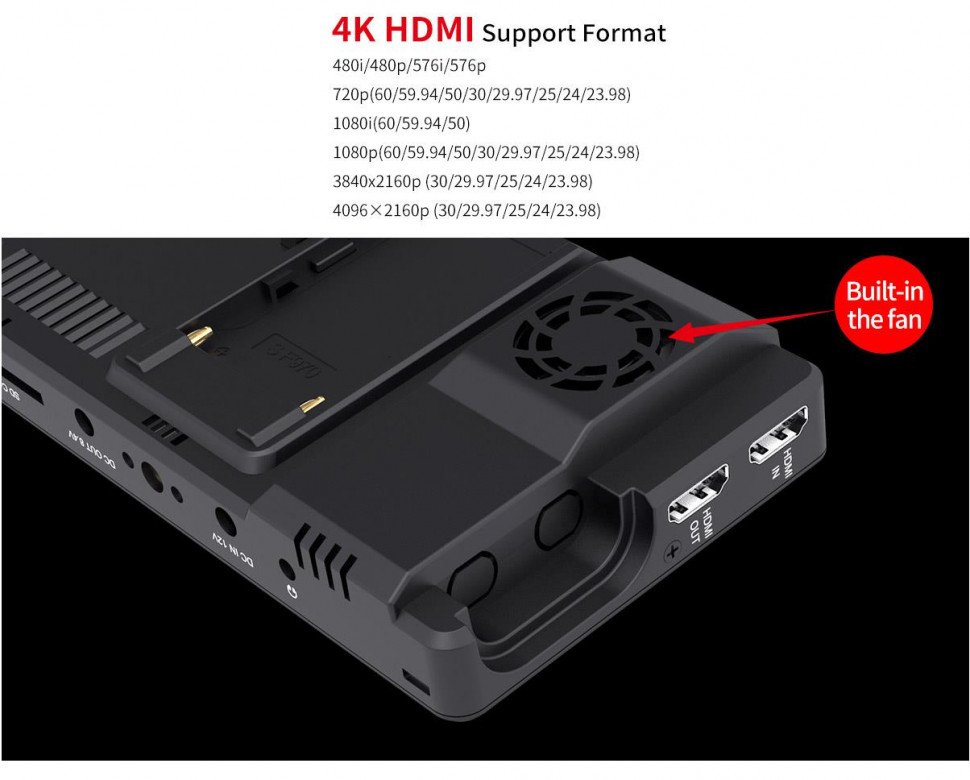 4K HDMI Support Format
480i/480p/576i/576p
720p(60/59.94/50/30/29.97/25/24/23.98)
1080i(60/59.94/50)
1080p(60/59.94/50/30/29.97/25/24/23.98)
3840x2160p (30/29.97/25/24/23.98)
4096×2160p (30/29.97/25/24/23.98)
Built-in
the fan
HDMI
IN
HDMI
OUT
DC OUT 8.4V
DC IN 12V